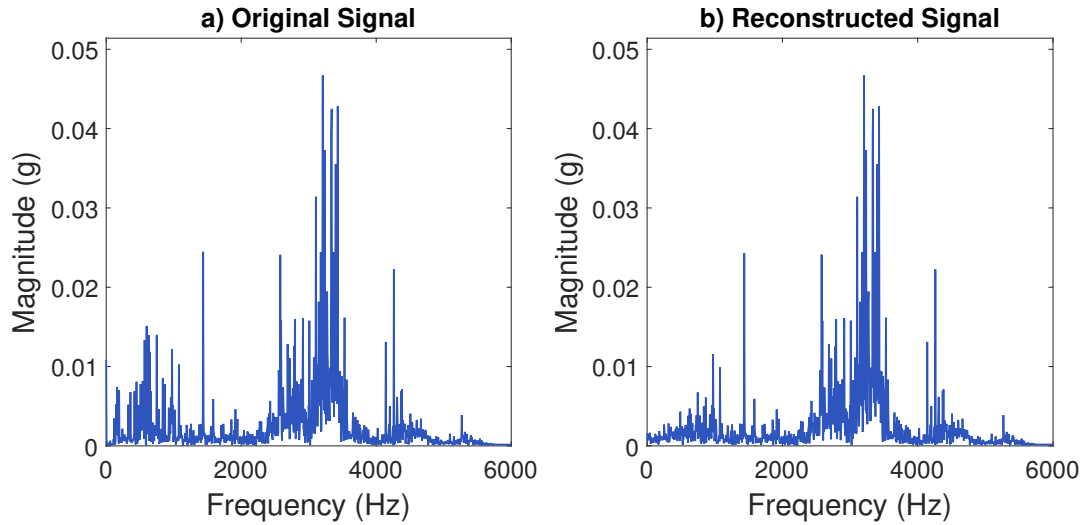 a) Original Signal
0.05
0.04
0.03
0.02
0.01
0
0 2000 4000 6000
Magnitude (g)
Frequency (Hz)
b) Reconstructed Signal
0.05
0.04
0.03
0.02
0.01
0
0 2000 4000 6000
Magnitude (g)
Frequency (Hz)